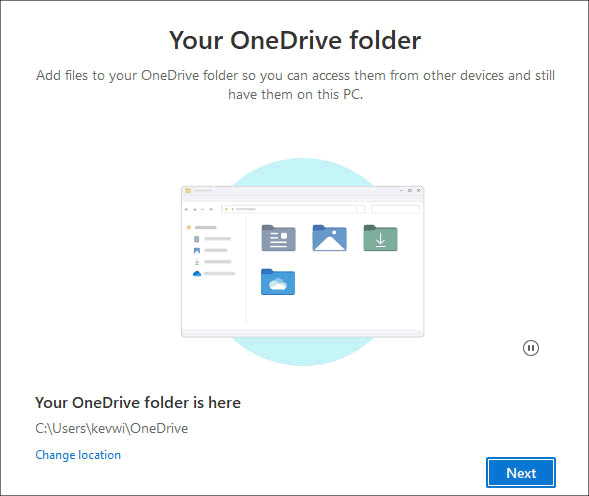 Your OneDrive folder
Add files to your OneDrive folder so you can access them from other devices and still
have them on this PC.
Your OneDrive folder is here
C:\Users\kevwi\OneDrive
Change location
Next